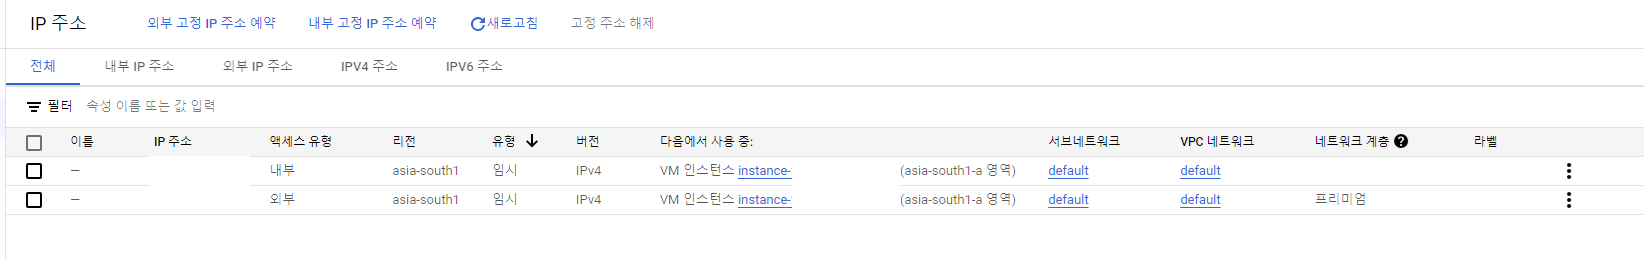 IP 주소 외부 고정 IP 주소 예약 내부 고정 IP 주소 예약 새로고침 고정 주소 해제
전체 내부 IP 주소 외부 IP 주소 IPV4 주소 IPV6 주소
필터 속성 이름 또는 값 입력
이름 IP 주소 액세스 유형 리전 유형 버전 다음에서 사용 중: 서브네트워크 VPC 네트워크 네트워크 계층 라벨
— 내부 asia-south1 임시 IPv4 VM 인스턴스 instance- (asia-south1-a 영역) default default
— 외부 asia-south1 임시 IPv4 VM 인스턴스 instance- (asia-south1-a 영역) default default 프리미엄